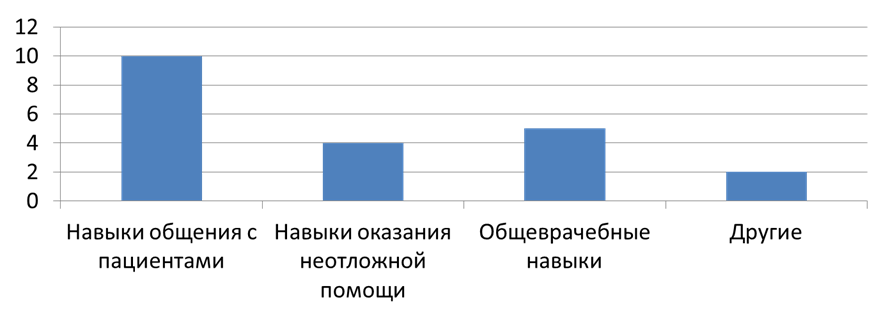 12
10
8
6
4
2
0
Навыки общения с
пациентами
Навыки оказания
неотложной
помощи
Общеврачебные
навыки
Другие